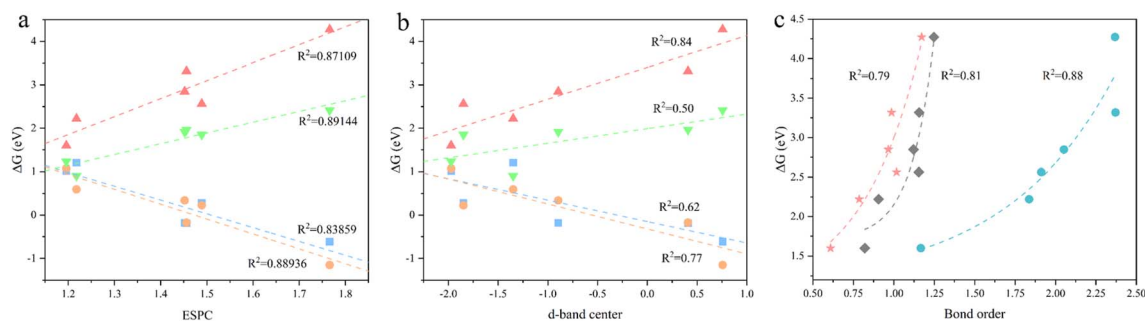 a
4
3
2
1
0
-1
ΔG (eV)
R²=0.87109
R²=0.89144
R²=0.83859
R²=0.88936
1.2 1.3 1.4 1.5 1.6 1.7 1.8
ESPC
b
4
3
2
1
0
-1
ΔG (eV)
R²=0.84
R²=0.50
R²=0.62
R²=0.77
-2.0 -1.5 -1.0 -0.5 0.0 0.5 1.0
d-band center
c
4.5
4.0
3.5
3.0
2.5
2.0
1.5
1.0
ΔG (eV)
R²=0.79
R²=0.81
R²=0.88
0.50 0.75 1.00 1.25 1.50 1.75 2.00 2.25 2.50
Bond order